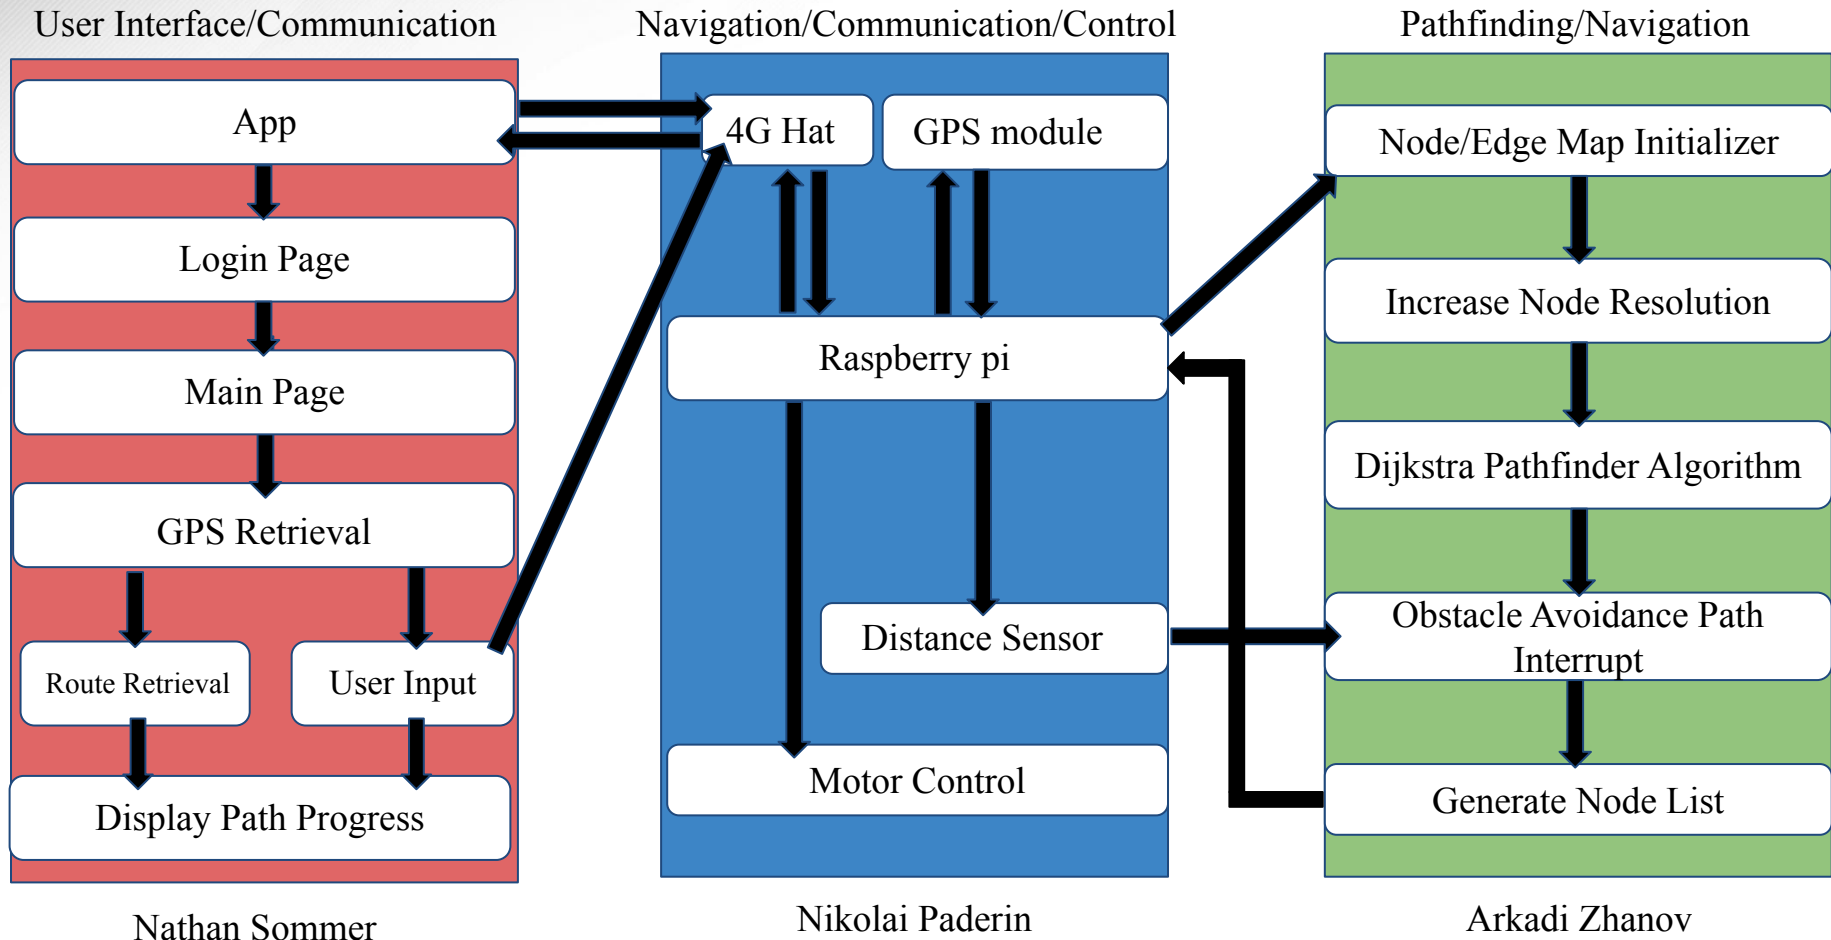 User Interface/Communication
App
Login Page
Main Page
GPS Retrieval
Route Retrieval
User Input
Display Path Progress
Nathan Sommer
Navigation/Communication/Control
4G Hat
GPS module
Raspberry pi
Distance Sensor
Motor Control
Nikolai Paderin
Pathfinding/Navigation
Node/Edge Map Initializer
Increase Node Resolution
Dijkstra Pathfinder Algorithm
Obstacle Avoidance Path
Interrupt
Generate Node List
Arkadi Zhanov